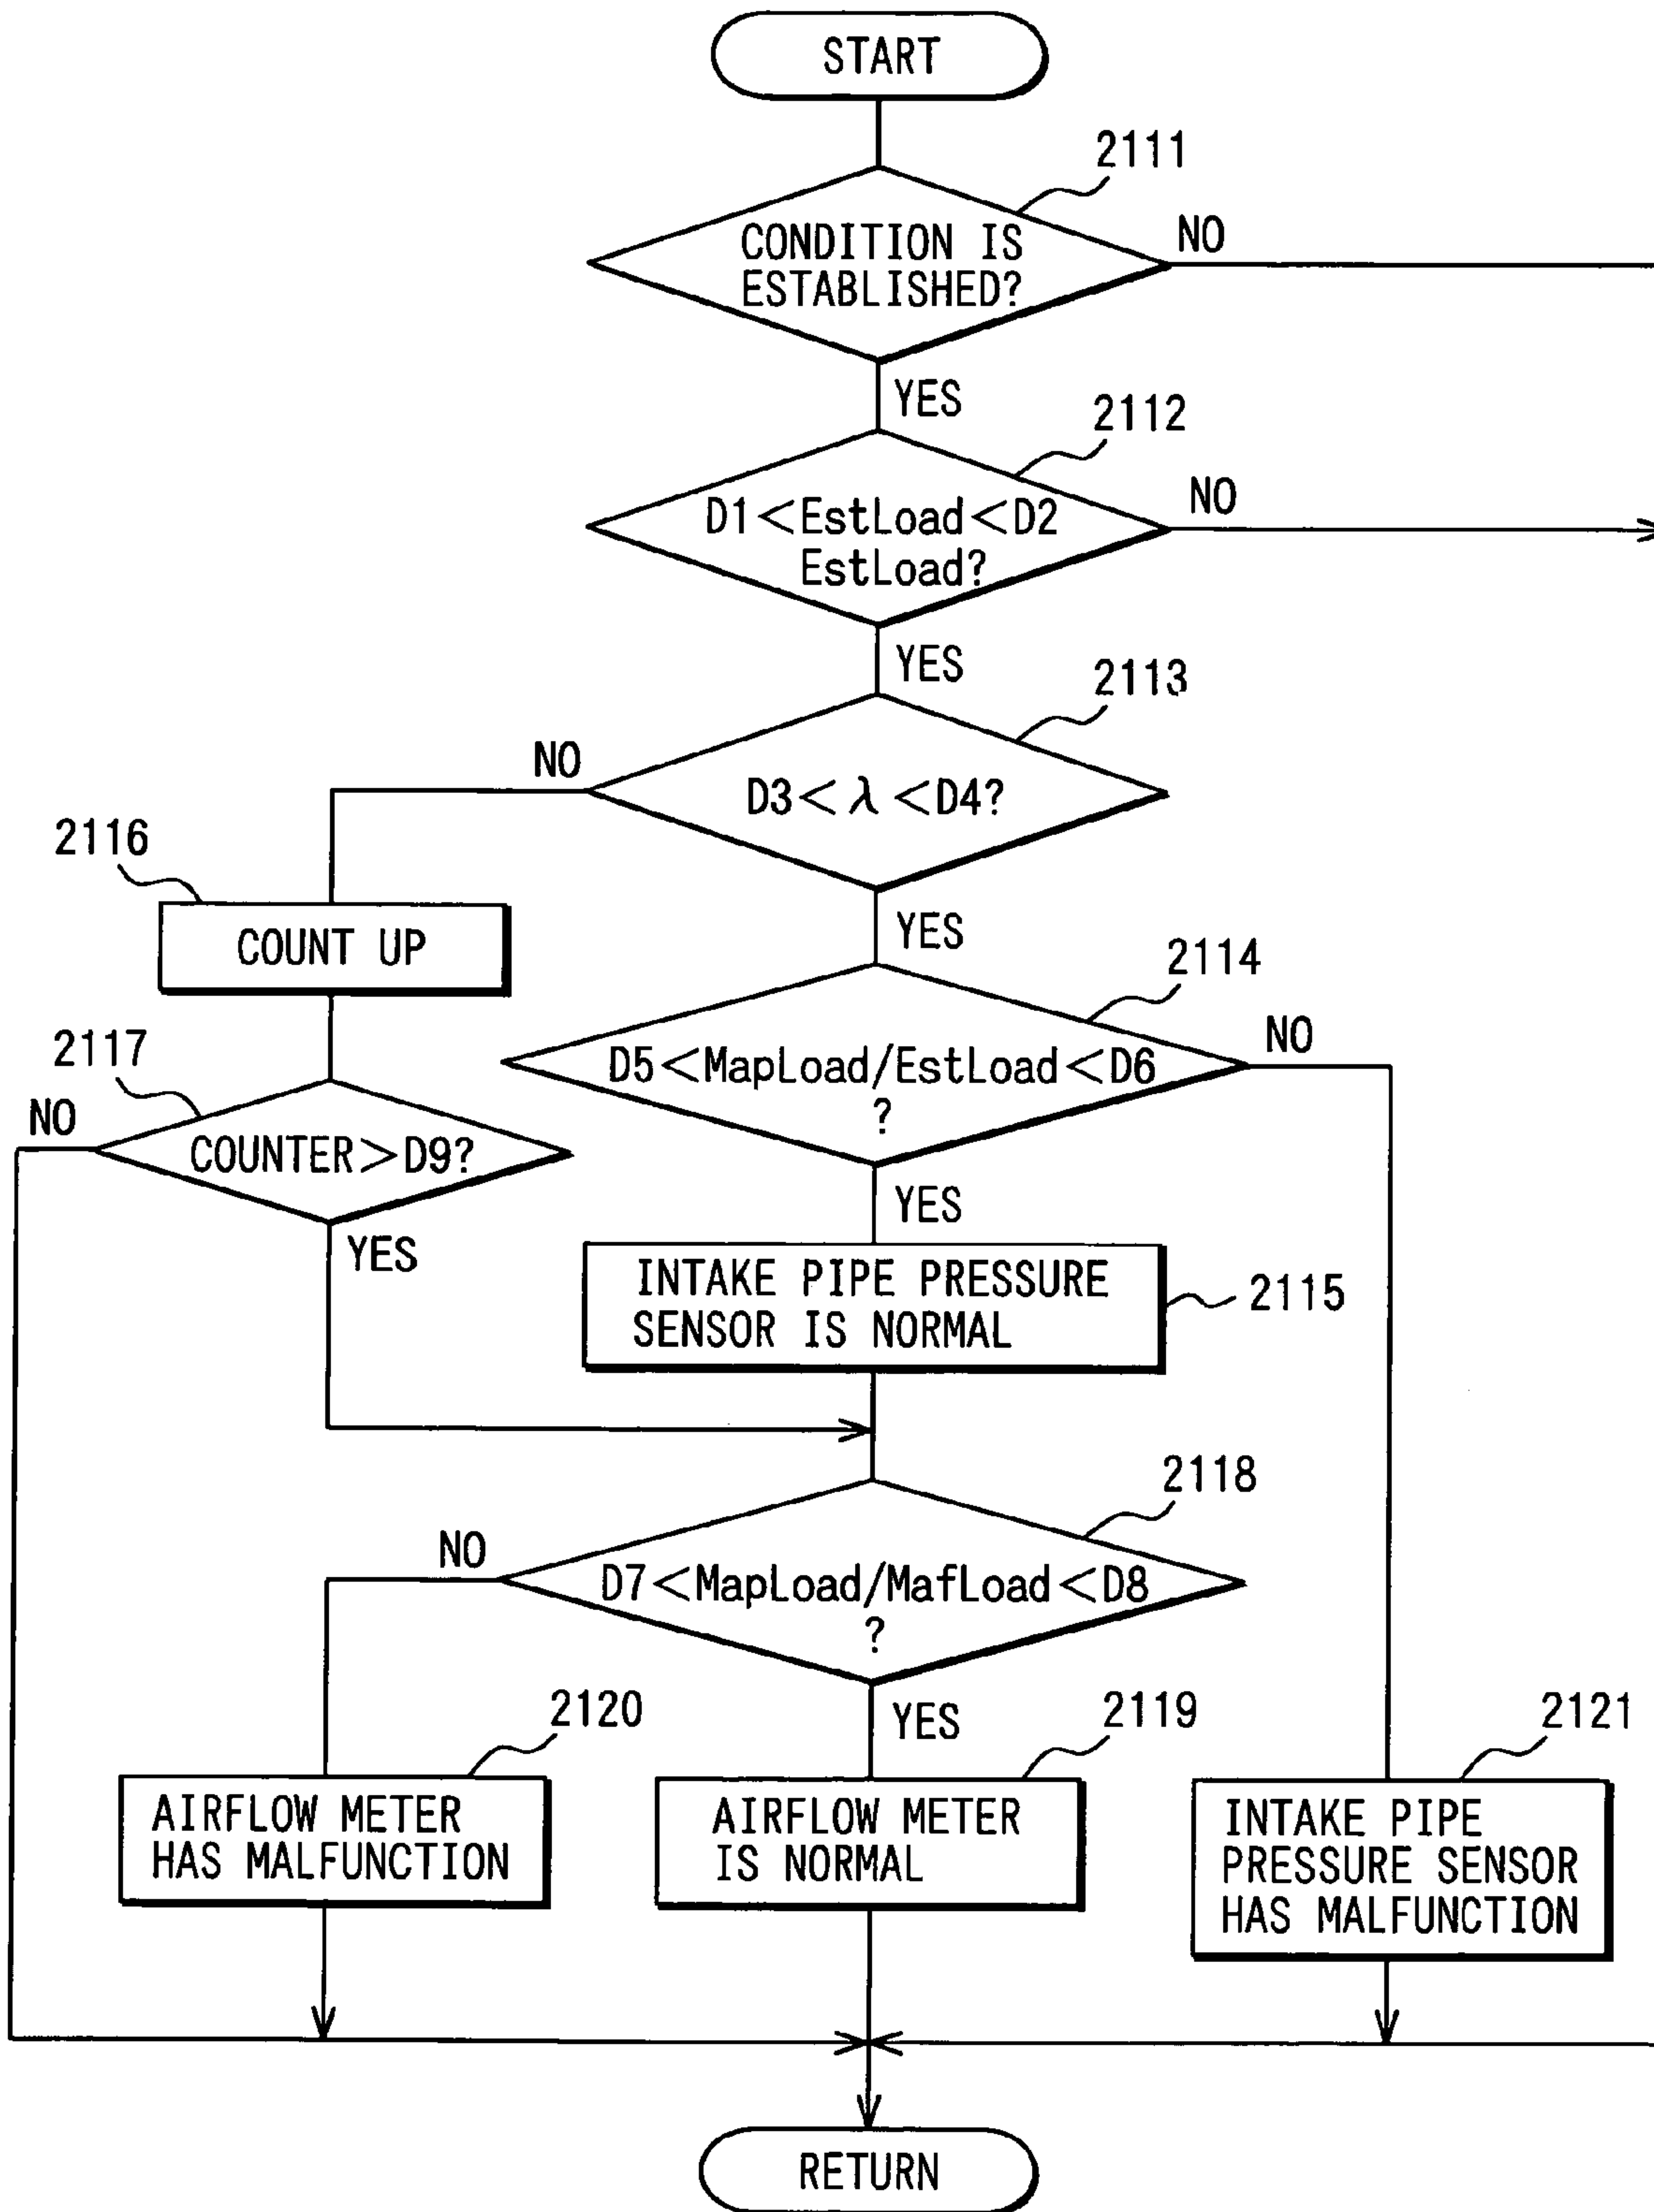 START
2111
CONDITION IS
ESTABLISHED?
NO
YES
2112
D1<EstLoad<D2
EstLoad?
NO
YES
2113
D3<λ<D4?
NO
YES
2116
COUNT UP
2114
D5<MapLoad/EstLoad<D6
?
NO
YES
2117
COUNTER>D9?
NO
YES
INTAKE PIPE PRESSURE
SENSOR IS NORMAL
2115
2118
D7<MapLoad/MafLoad<D8
?
NO
YES
2120
AIRFLOW METER
HAS MALFUNCTION
2119
AIRFLOW METER
IS NORMAL
2121
INTAKE PIPE
PRESSURE SENSOR
HAS MALFUNCTION
RETURN